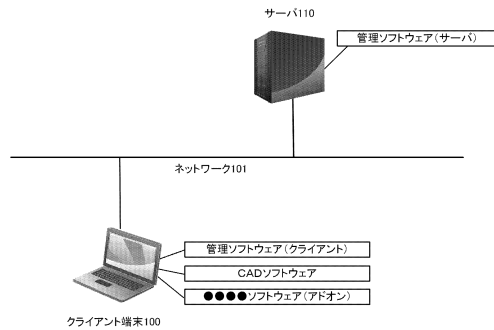 サーバ110
管理ソフトウェア(サーバ)
ネットワーク101
管理ソフトウェア(クライアント)
CADソフトウェア
●●●●ソフトウェア(アドオン)
クライアント端末100